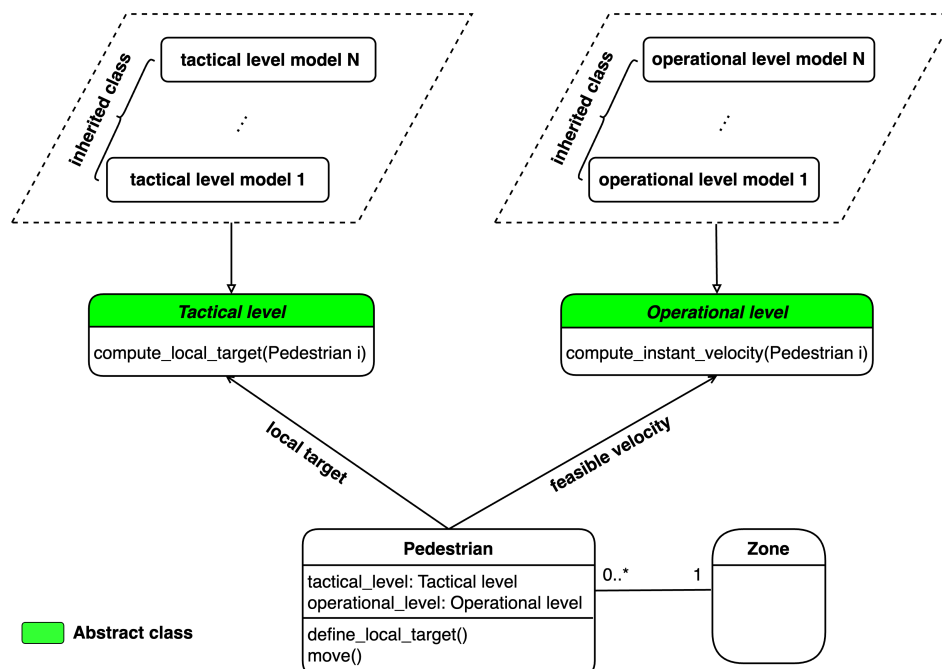 inherited class
tactical level model N
...
tactical level model 1
inherited class
operational level model N
...
operational level model 1
Tactical level
compute_local_target(Pedestrian i)
Operational level
compute_instant_velocity(Pedestrian i)
local target
feasible velocity
Pedestrian
tactical_level: Tactical level
operational_level: Operational level
define_local_target()
move()
0..*
1
Zone
Abstract class